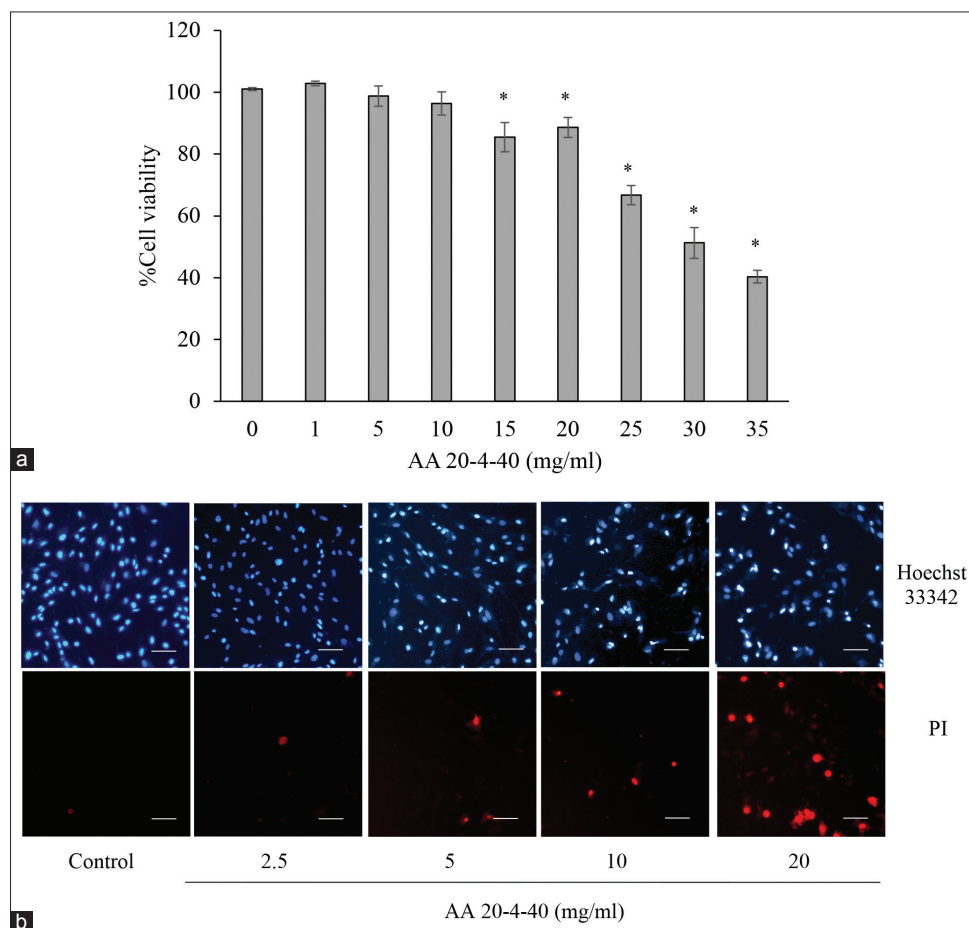 120
100
80
60
40
20
0
%Cell viability
* * * * *
0 1 5 10 15 20 25 30 35
AA 20-4-40 (mg/ml)
a
Hoechst
33342
PI
Control 2.5 5 10 20
AA 20-4-40 (mg/ml)
b